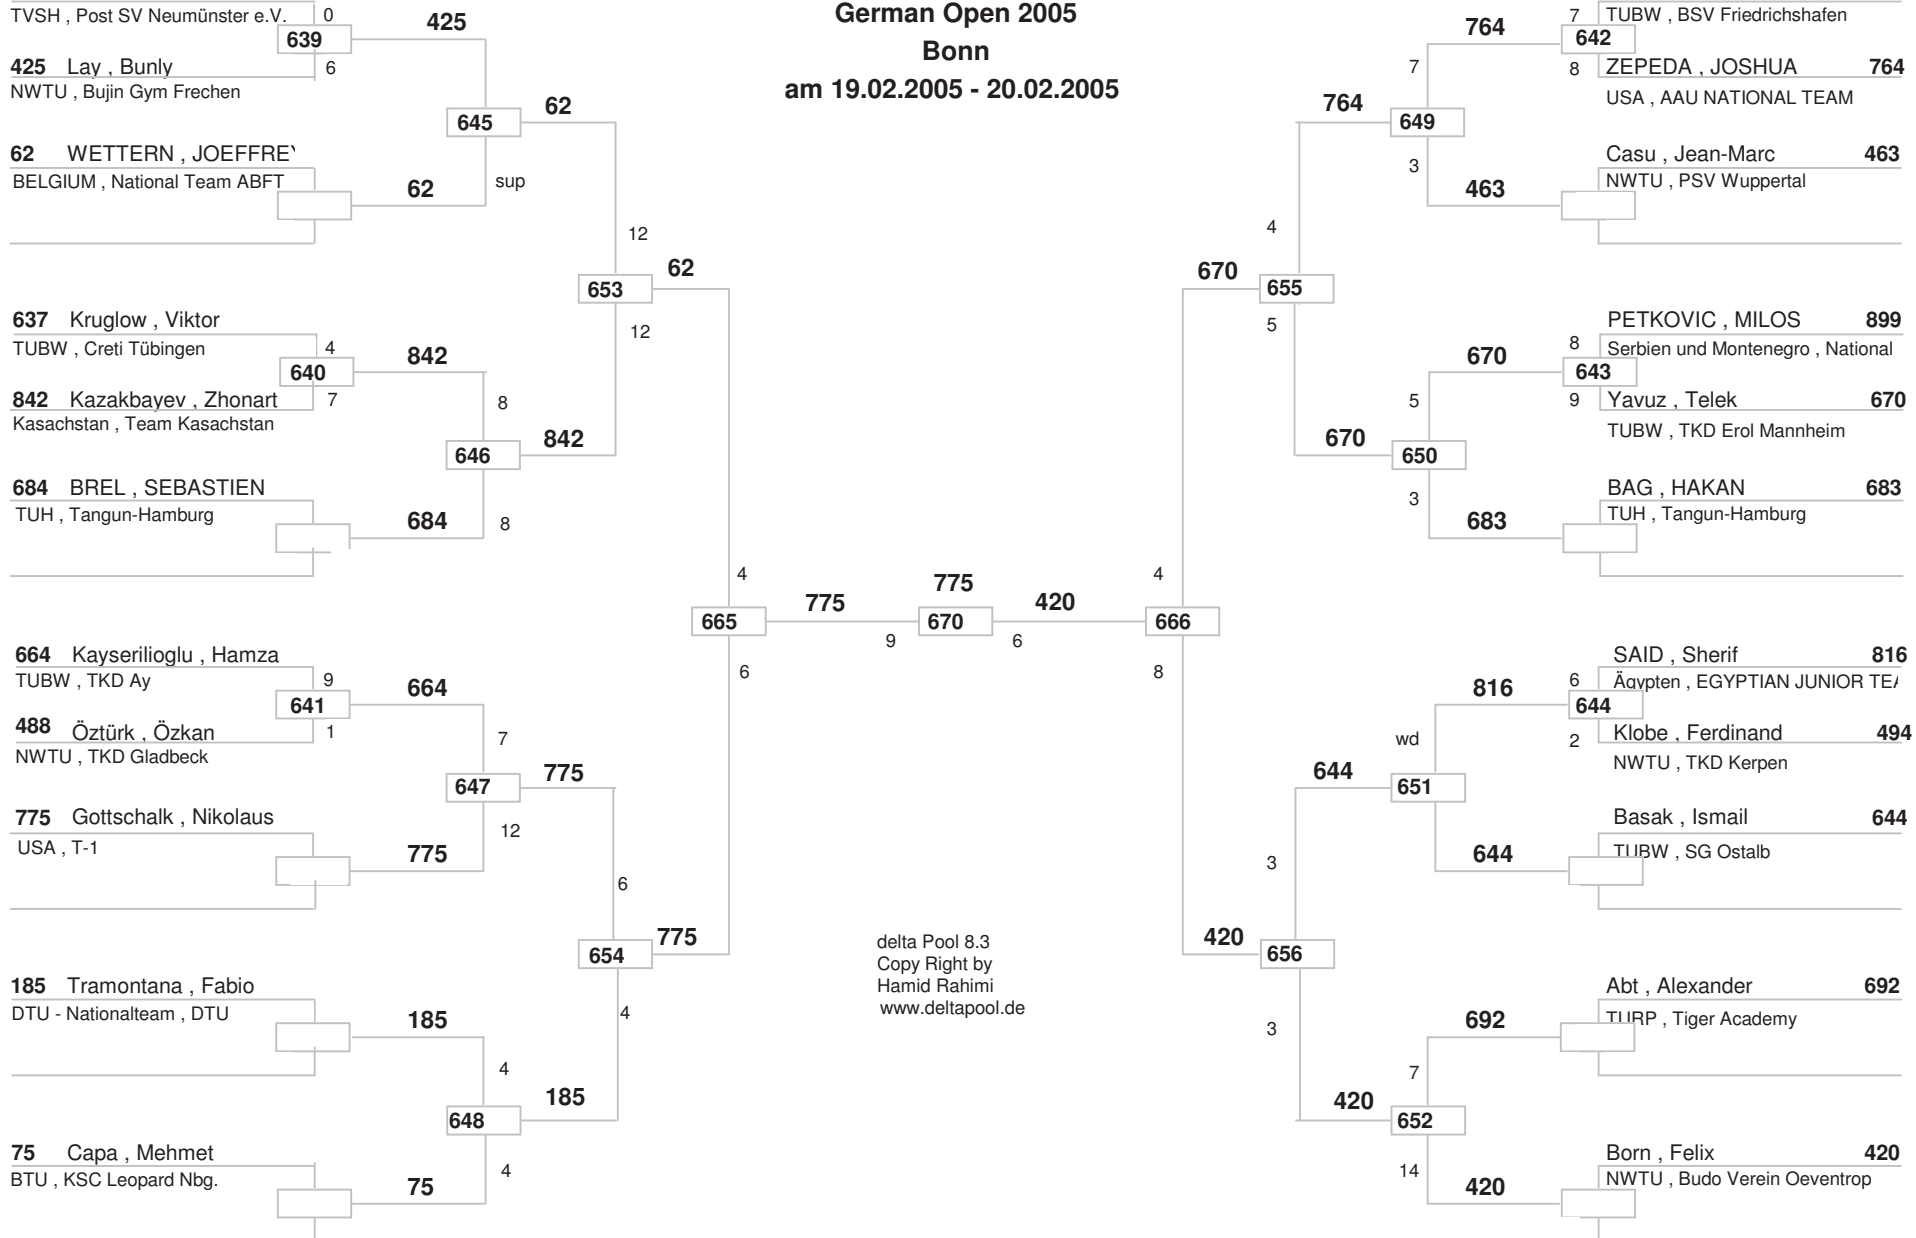 German Open 2005
Bonn
am 19.02.2005 - 20.02.2005
TVSH , Post SV Neumünster e.V.
0
639
425
425 Lay , Bunly
6
NWTU , Bujin Gym Frechen
645
62
62 WETTERN , JOEFFREY
BELGIUM , National Team ABFT
62
sup
12
653
62
12
637 Kruglow , Viktor
TUBW , Creti Tübingen
4
640
842
842 Kazakbayev , Zhonart
7
Kasachstan , Team Kasachstan
8
646
842
684 BREL , SEBASTIEN
TUH , Tangun-Hamburg
684
8
4
665
775
9
670
775
6
420
6
664 Kayserilioglu , Hamza
TUBW , TKD Ay
9
641
664
488 Öztürk , Özkan
1
NWTU , TKD Gladbeck
7
647
775
775 Gottschalk , Nikolaus
USA , T-1
12
775
6
654
775
4
185 Tramontana , Fabio
DTU - Nationalteam , DTU
185
4
648
185
75 Capa , Mehmet
BTU , KSC Leopard Nbg.
4
75
delta Pool 8.3
Copy Right by
Hamid Rahimi
www.deltapool.de
7
TUBW , BSV Friedrichshafen
764
642
8
ZEPEDA , JOSHUA 764
USA , AAU NATIONAL TEAM
7
764
649
Casu , Jean-Marc 463
NWTU , PSV Wuppertal
3
463
4
670
655
5
PETKOVIC , MILOS 899
8
Serbien und Montenegro , National
670
643
9
Yavuz , Telek 670
TUBW , TKD Erol Mannheim
5
670
650
BAG , HAKAN 683
TUH , Tangun-Hamburg
3
683
4
666
8
SAID , Sherif 816
6
Ägypten , EGYPTIAN JUNIOR TEA
816
644
2
Klobe , Ferdinand 494
NWTU , TKD Kerpen
wd
644
651
Basak , Ismail 644
TUBW , SG Ostalb
644
3
420
656
3
Abt , Alexander 692
TURP , Tiger Academy
692
7
420
652
Born , Felix 420
NWTU , Budo Verein Oeventrop
14
420